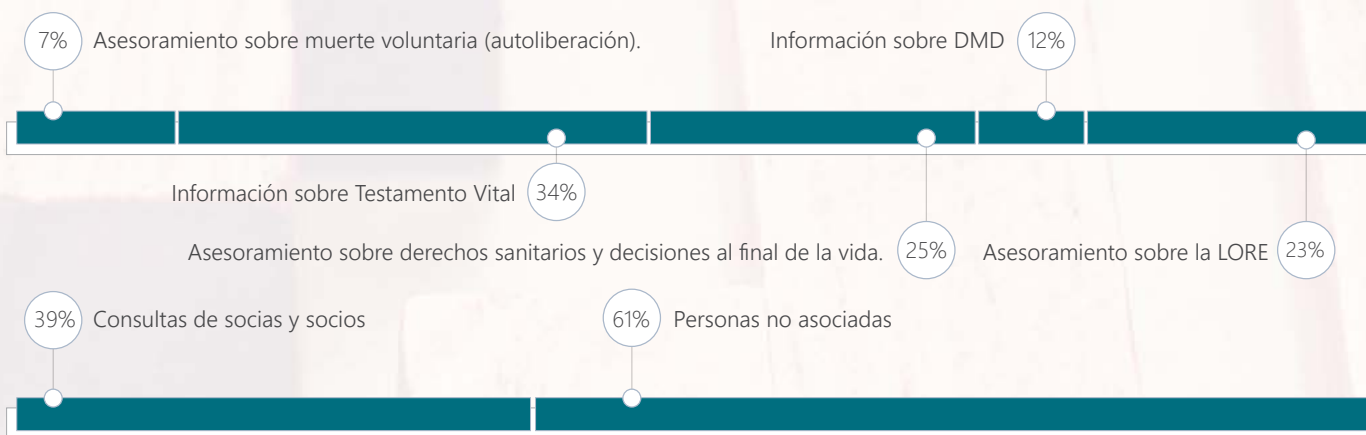 7% Asesoramiento sobre muerte voluntaria (autoliberación).
Información sobre DMD 12%
Información sobre Testamento Vital 34%
Asesoramiento sobre derechos sanitarios y decisiones al final de la vida. 25%
Asesoramiento sobre la LORE 23%
39% Consultas de socias y socios
61% Personas no asociadas